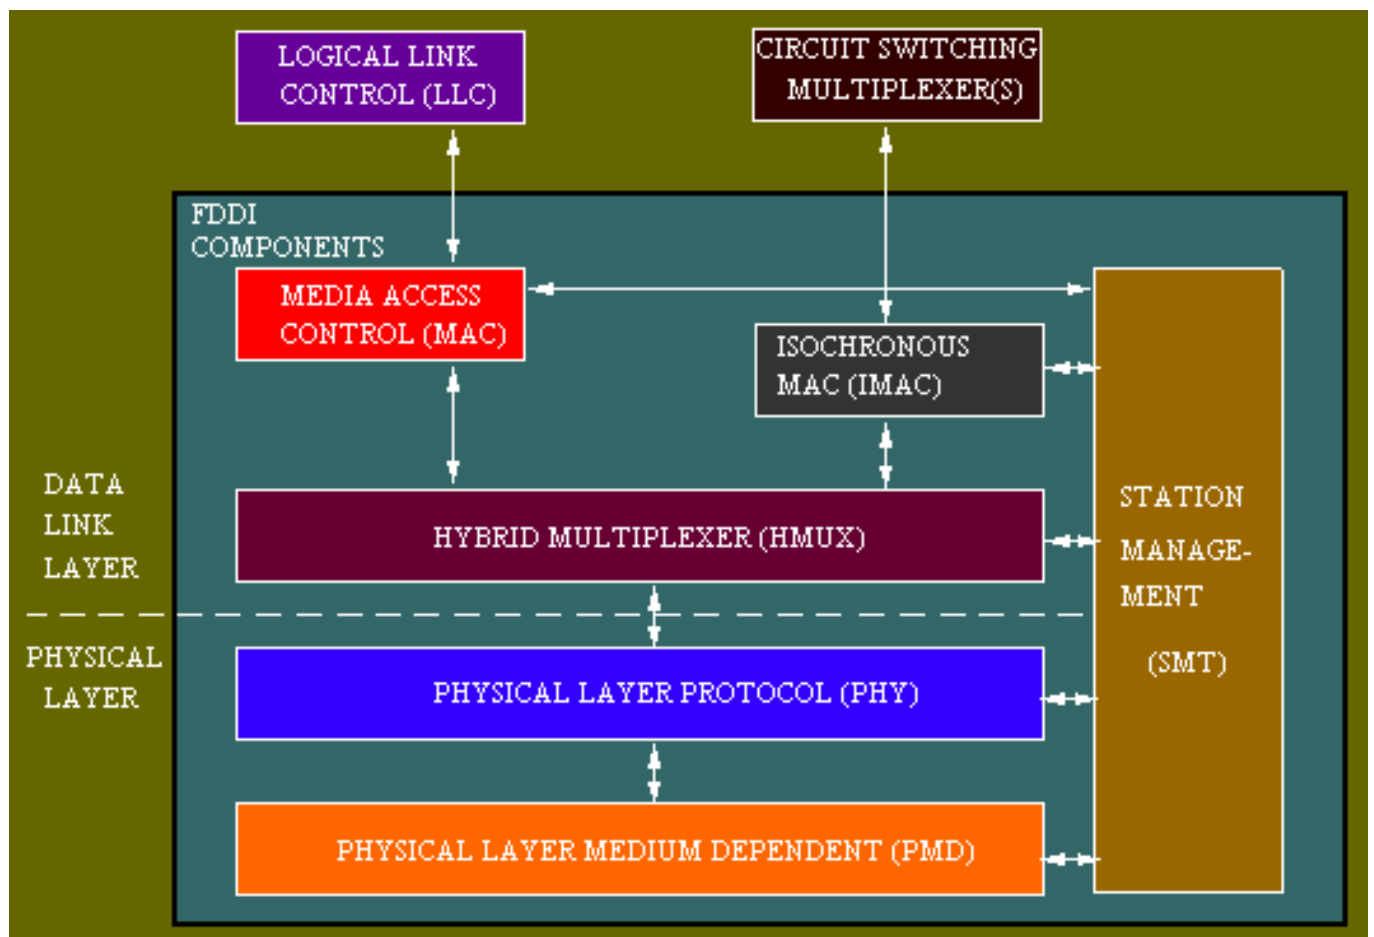 LOGICAL LINK
CONTROL (LLC)
CIRCUIT SWITCHING
MULTIPLEXER(S)
FDDI
COMPONENTS
MEDIA ACCESS
CONTROL (MAC)
ISOCHRONOUS
MAC (IMAC)
DATA
LINK
LAYER
HYBRID MULTIPLEXER (HMUX)
STATION
MANAGE-
MENT
(SMT)
PHYSICAL
LAYER
PHYSICAL LAYER PROTOCOL (PHY)
PHYSICAL LAYER MEDIUM DEPENDENT (PMD)